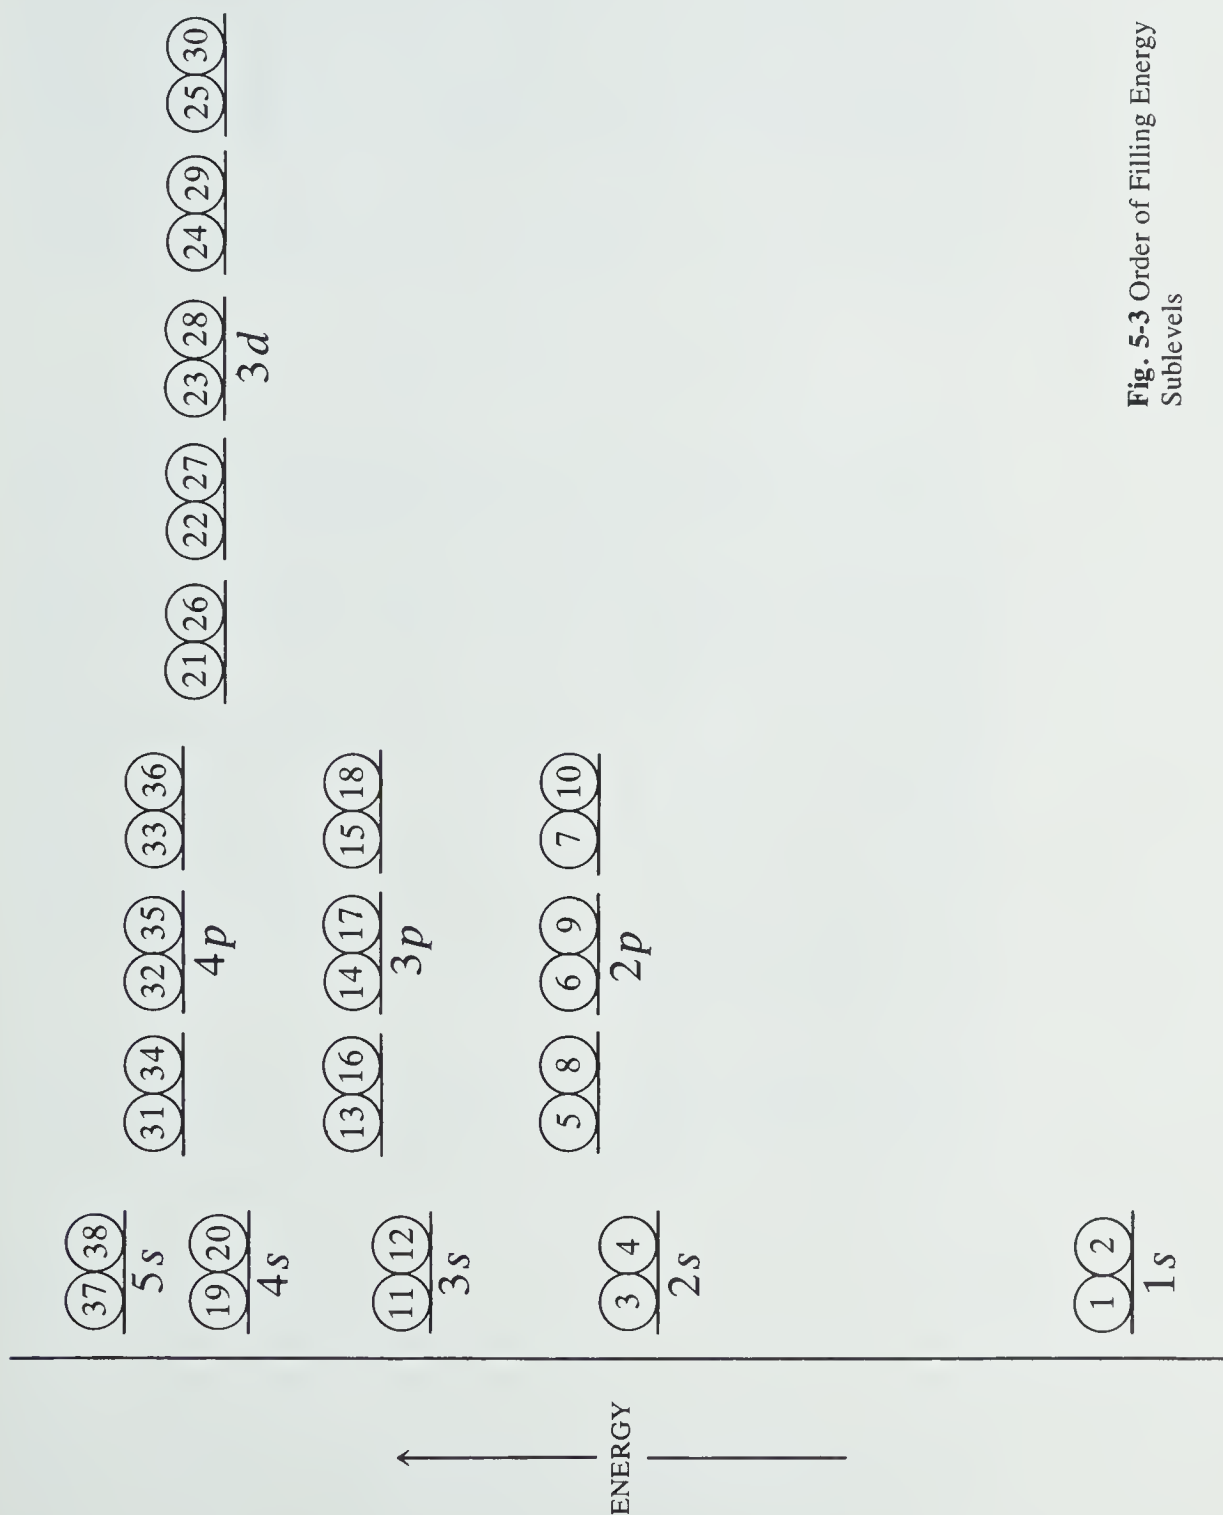 37 38
5s
31 34 32 35 33 36
4p
21 26 22 27 23 28 24 29 25 30
3d
19 20
4s
13 16 14 17 15 18
3p
11 12
3s
5 8 6 9 7 10
2p
3 4
2s
1 2
1s
ENERGY
Fig. 5-3 Order of Filling Energy
Sublevels